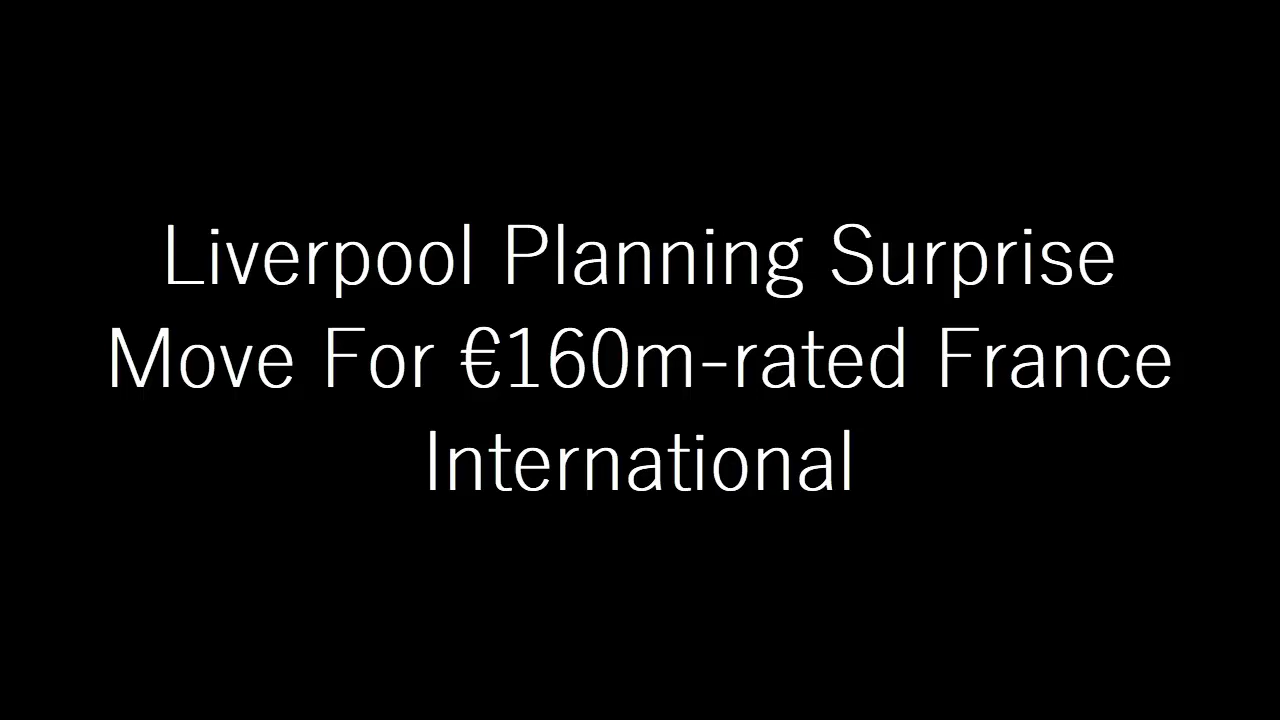 Liverpool Planning Surprise
Move For €160m-rated France
International